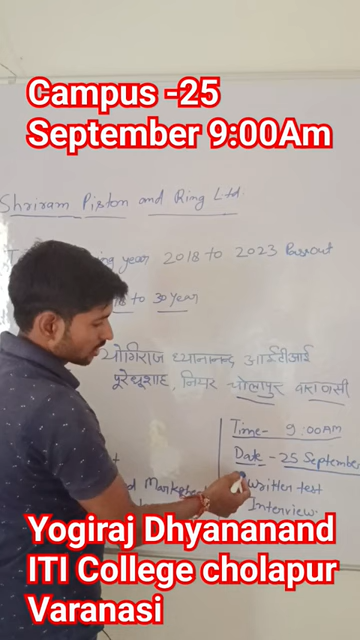 Campus -25
September 9:00Am
Shriram Piston and Ring Ltd
year 2018 to 2023 Passout
18 to 30 year
योगिराज ध्यानानन्द आईटीआई
पूरेधूशाह, नियर चोलापुर वाराणसी
Time- 9:00AM
Date - 25 September
written test
Interview
Yogiraj Dhyananand
ITI College cholapur
Varanasi